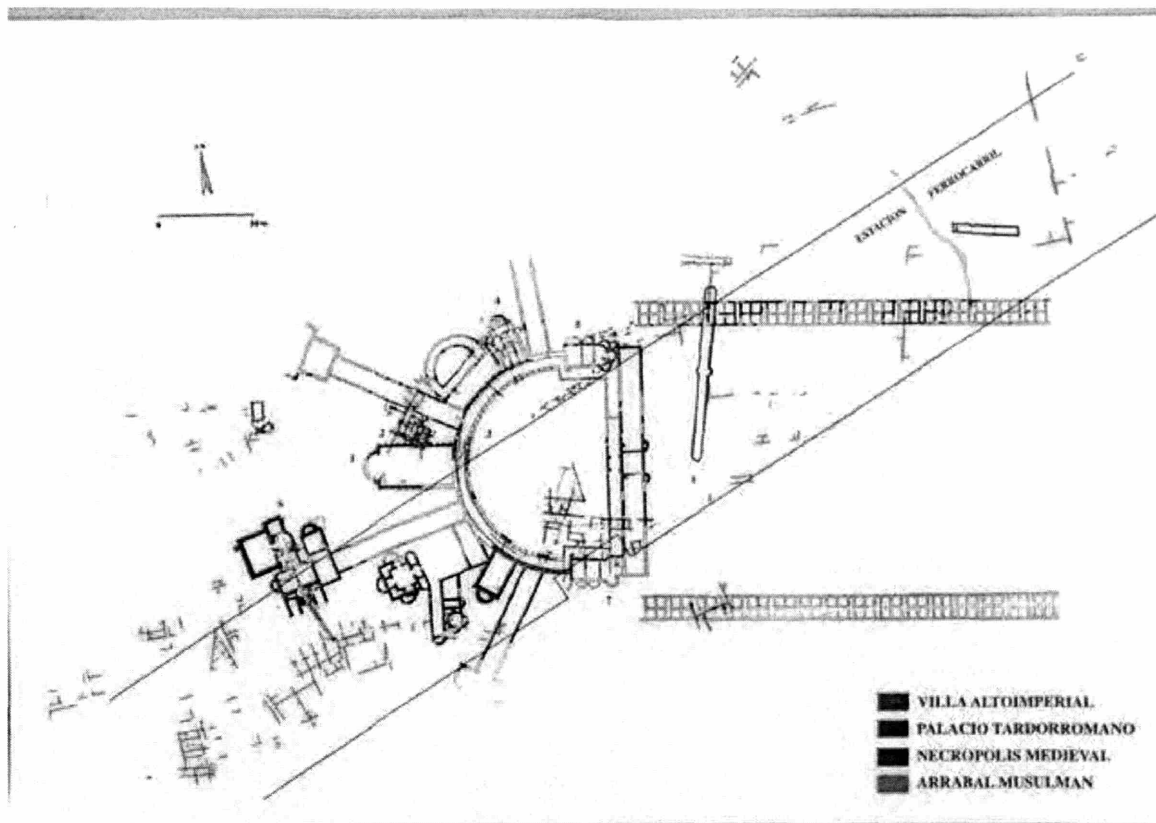 ESTACION FERROCARRIL
VILLA ALTOIMPERIAL
PALACIO TARDORROMANO
NECROPOLIS MEDIEVAL
ARRABAL MUSULMAN